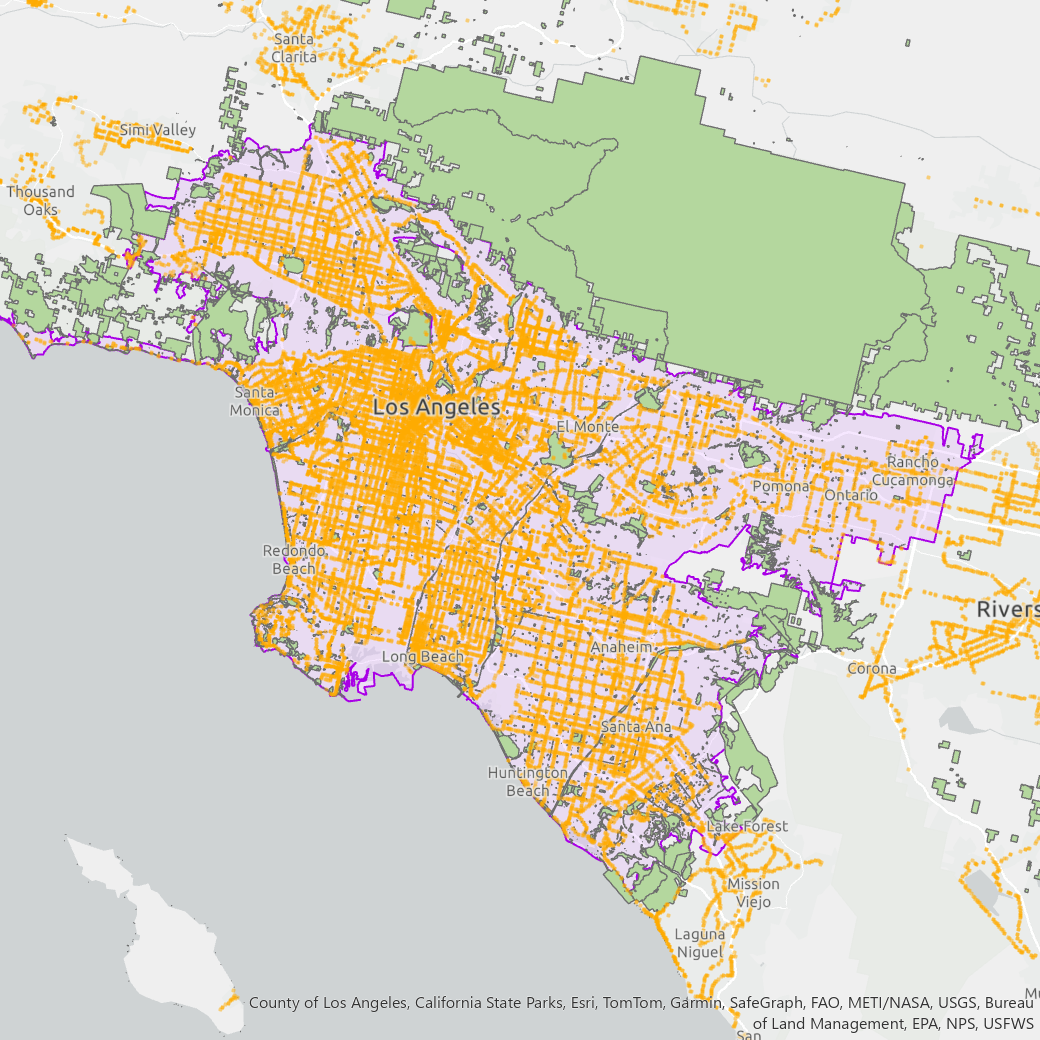 Santa
Clarita
Simi Valley
Thousand
Oaks
Santa
Monica
Los Angeles
El Monte
Rancho
Cucamonga
Pomona
Ontario
Redondo
Beach
Rivers
Anaheim
Long Beach
Corona
Santa Ana
Huntington
Beach
Lake Forest
Mission
Viejo
Laguna
Niguel
Mu
County of Los Angeles, California State Parks, Esri, TomTom, Garmin, SafeGraph, FAO, METI/NASA, USGS, Bureau
of Land Management, EPA, NPS, USFWS
San